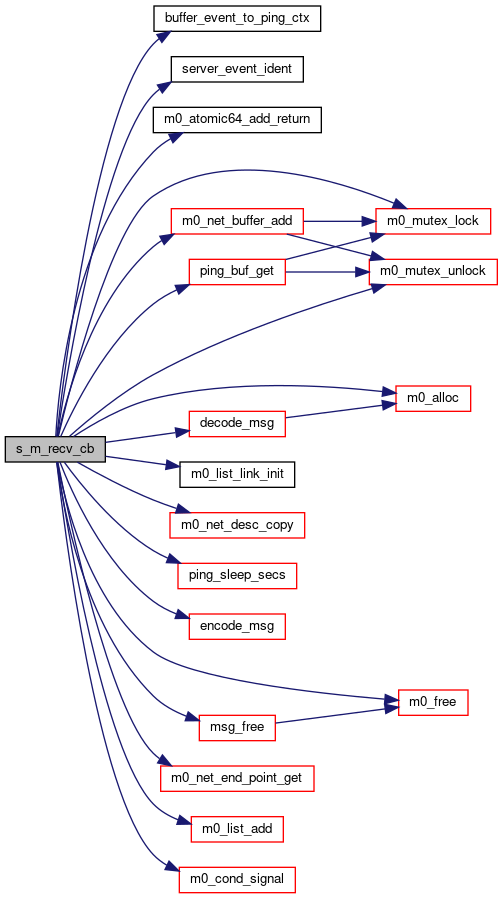 buffer_event_to_ping_ctx
server_event_ident
m0_atomic64_add_return
m0_net_buffer_add
m0_mutex_lock
ping_buf_get
m0_mutex_unlock
m0_alloc
decode_msg
s_m_recv_cb
m0_list_link_init
m0_net_desc_copy
ping_sleep_secs
encode_msg
m0_free
msg_free
m0_net_end_point_get
m0_list_add
m0_cond_signal